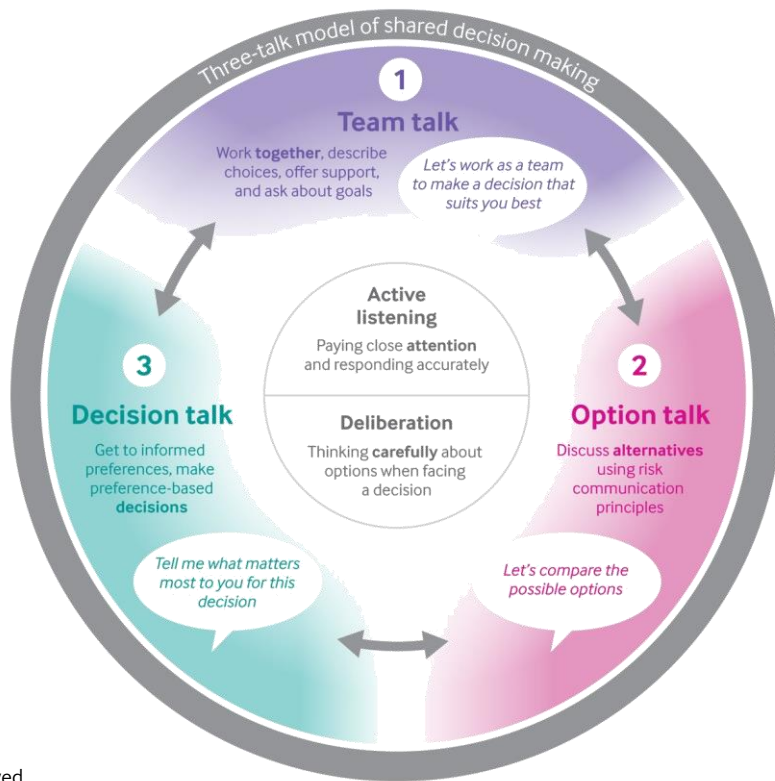 Three-talk model of shared decision making
1
Team talk
Work together, describe
choices, offer support,
and ask about goals
Let's work as a team
to make a decision that
suits you best
Active
listening
Paying close attention
and responding accurately
Deliberation
Thinking carefully about
options when facing
a decision
3
Decision talk
Get to informed
preferences, make
preference-based
decisions
Tell me what matters
most to you for this
decision
2
Option talk
Discuss alternatives
using risk
communication
principles
Let's compare the
possible options